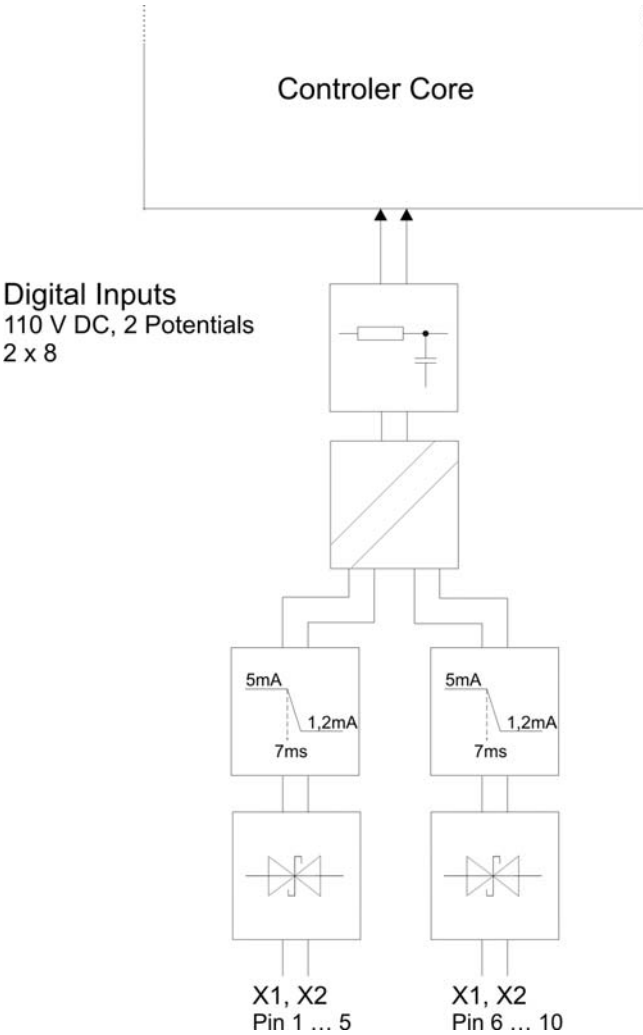 Controler Core
Digital Inputs
110 V DC, 2 Potentials
2 x 8
5mA
1,2mA
7ms
5mA
1,2mA
7ms
X1, X2
Pin 1 ... 5
X1, X2
Pin 6 ... 10